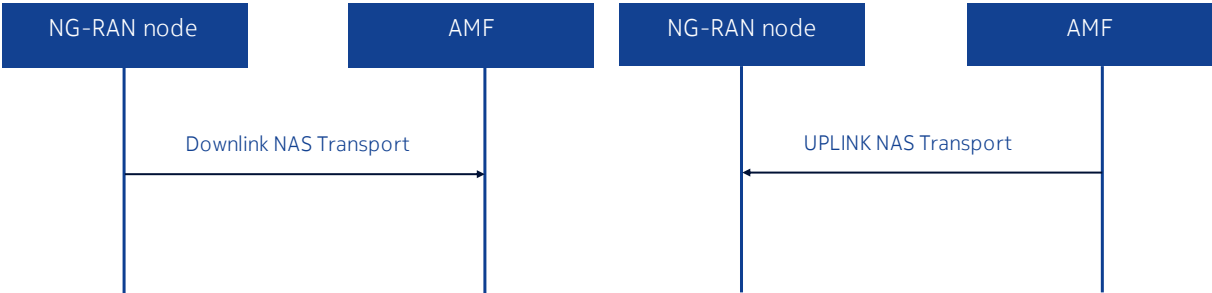 NG-RAN node
AMF
NG-RAN node
AMF
Downlink NAS Transport
UPLINK NAS Transport